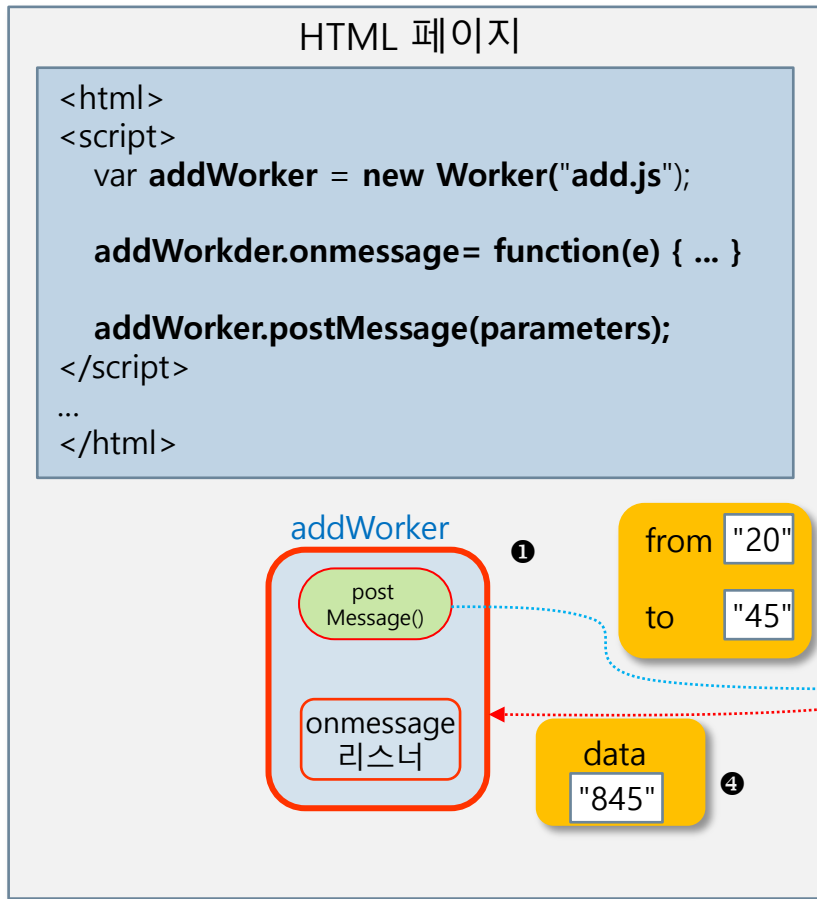 HTML 페이지
<html>
<script>
var addWorker = new Worker("add.js");
addWorkder.onmessage= function(e) { ... }
addWorker.postMessage(parameters);
</script>
...
</html>
addWorker
❶
from "20"
to "45"
post
Message()
onmessage
리스너
data
"845"
❹